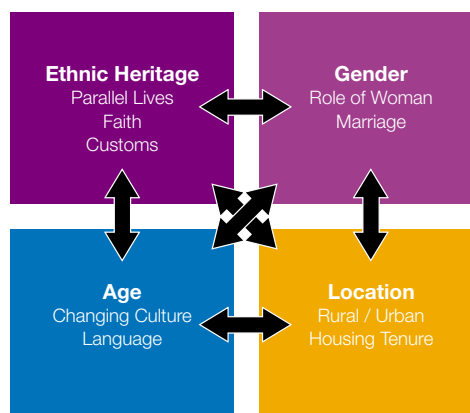 Ethnic Heritage
Parallel Lives
Faith
Customs
Gender
Role of Woman
Marriage
Age
Changing Culture
Language
Location
Rural / Urban
Housing Tenure